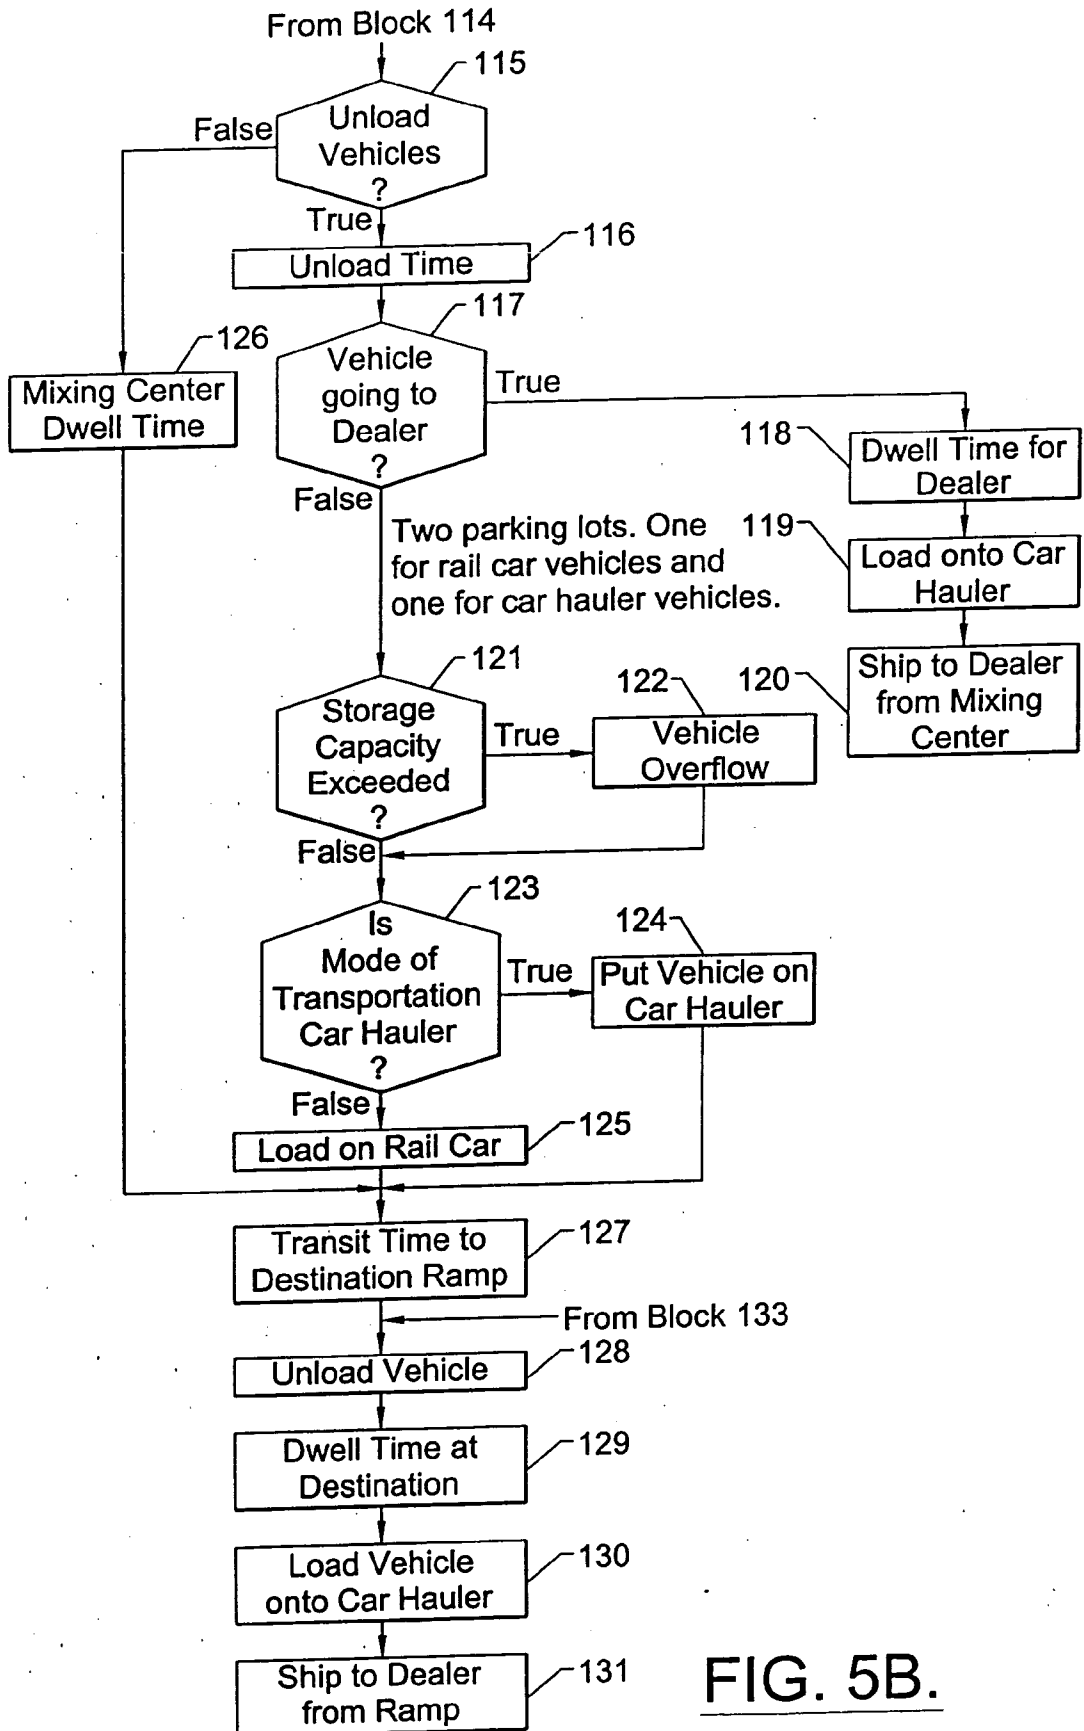 From Block 114
115
Unload
Vehicles
?
False
True
116
Unload Time
117
Vehicle
going to
Dealer
?
True
False
126
Mixing Center
Dwell Time
118
Dwell Time for
Dealer
Two parking lots. One
for rail car vehicles and
one for car hauler vehicles.
119
Load onto Car
Hauler
120
Ship to Dealer
from Mixing
Center
121
Storage
Capacity
Exceeded
?
True
122
Vehicle
Overflow
False
123
Is
Mode of
Transportation
Car Hauler
?
True
124
Put Vehicle on
Car Hauler
False
125
Load on Rail Car
Transit Time to
Destination Ramp
127
From Block 133
128
Unload Vehicle
Dwell Time at
Destination
129
Load Vehicle
onto Car Hauler
130
Ship to Dealer
from Ramp
131
FIG. 5B.